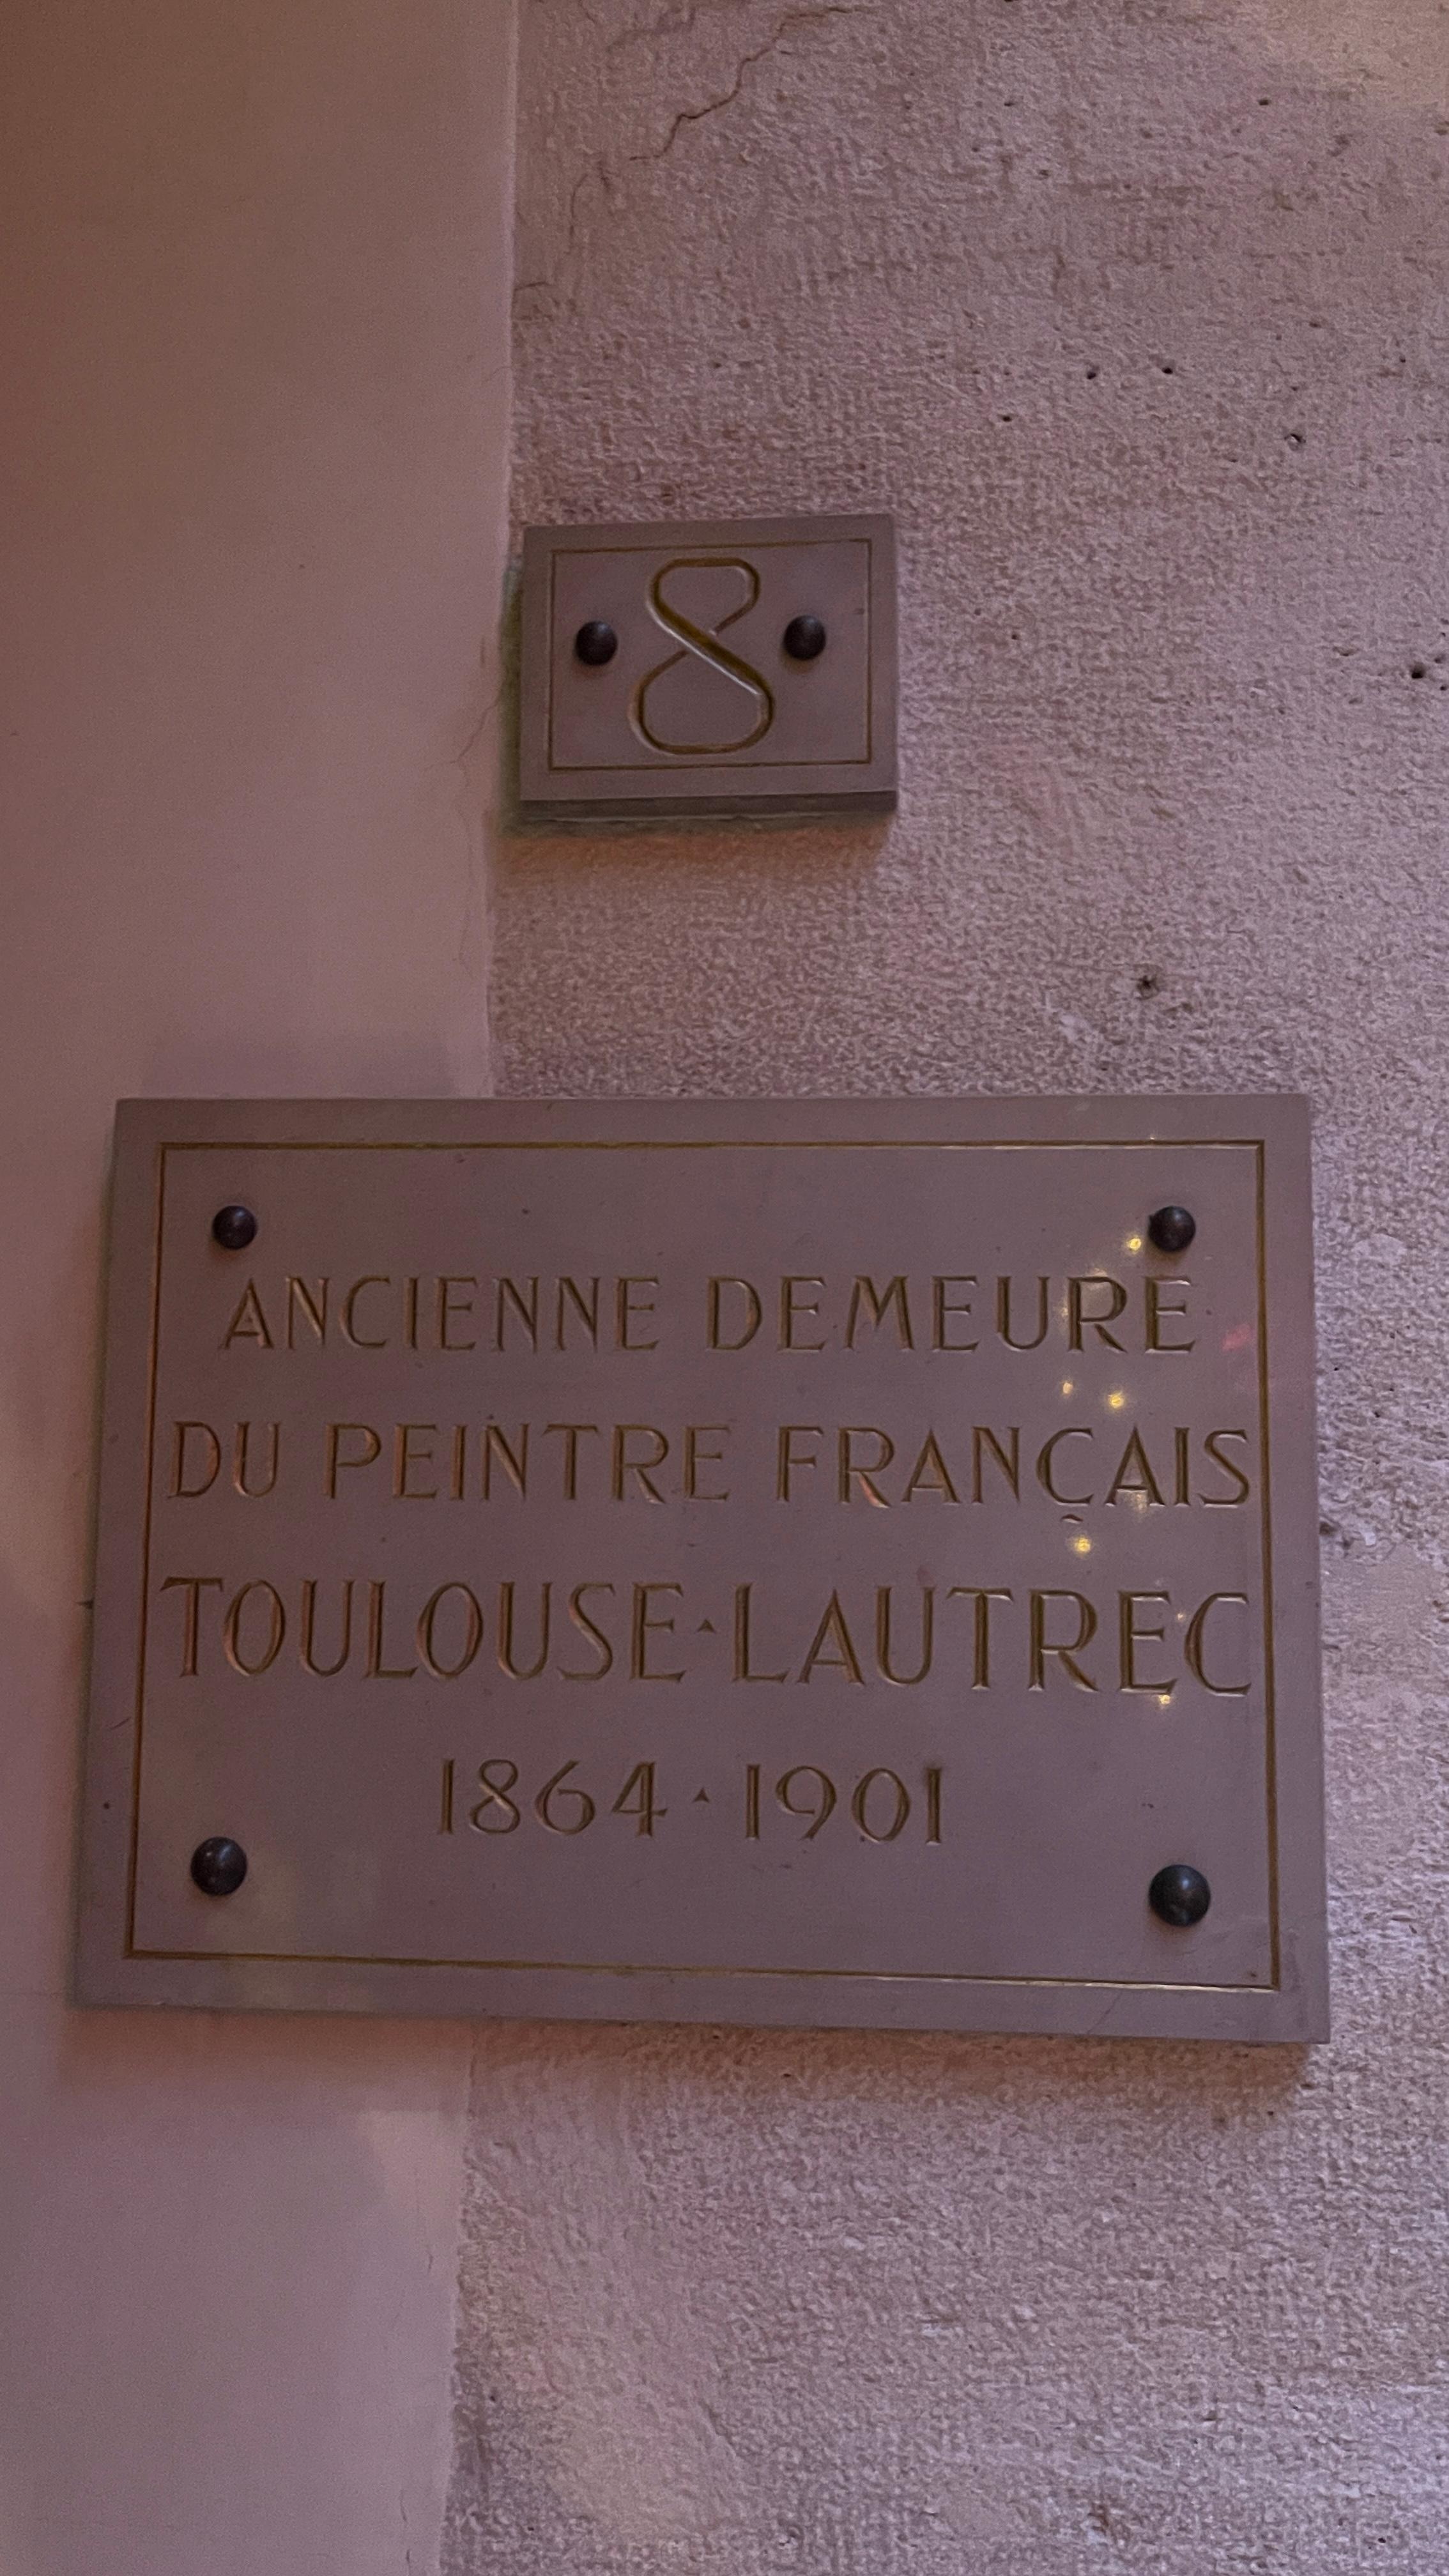 8
ANCIENNE DEMEURE
DU PEINTRE FRANÇAIS
TOULOUSE·LAUTREC
1864·1901